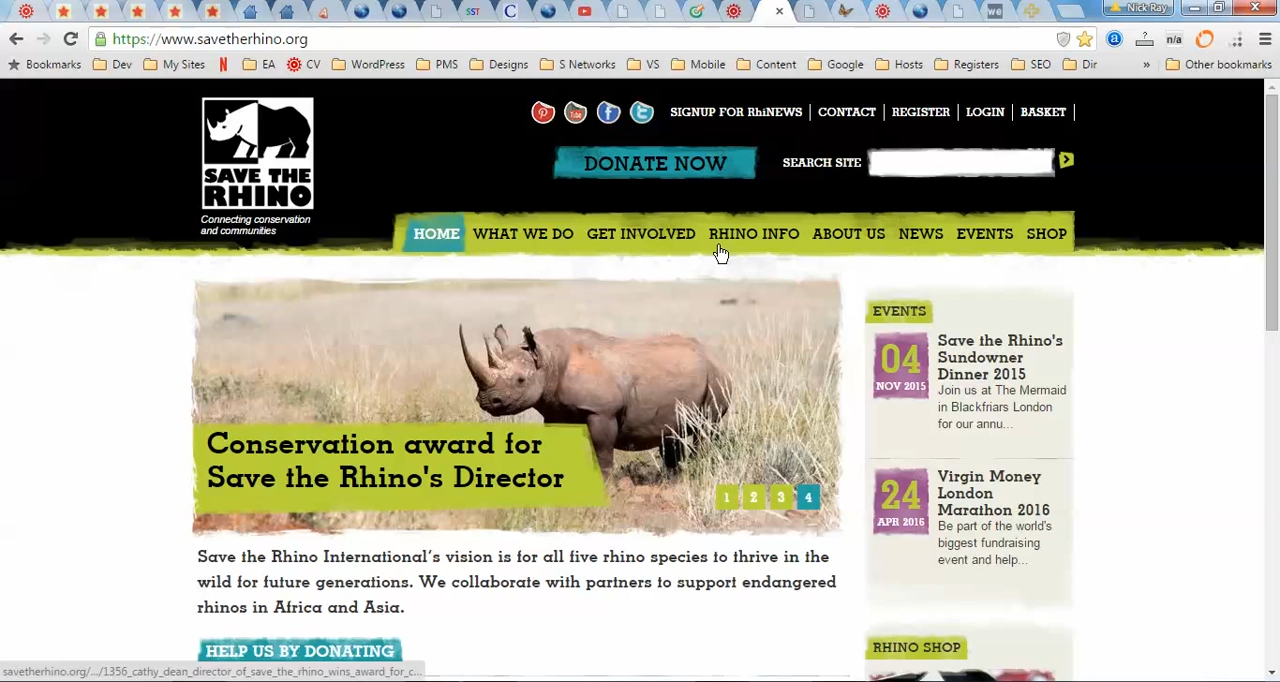 SST
C
we
Nick Ray
https://www.savetherhino.org
n/a
Bookmarks Dev My Sites N EA CV WordPress PMS Designs S Networks VS Mobile Content Google Hosts Registers SEO Dir » Other bookmarks
SIGNUP FOR RhiNEWS CONTACT REGISTER LOGIN BASKET
DONATE NOW SEARCH SITE
SAVE THE
RHINO
Connecting conservation
and communities
HOME WHAT WE DO GET INVOLVED RHINO INFO ABOUT US NEWS EVENTS SHOP
Conservation award for
Save the Rhino's Director
1 2 3 4
Save the Rhino International's vision is for all five rhino species to thrive in the
wild for future generations. We collaborate with partners to support endangered
rhinos in Africa and Asia.
HELP US BY DONATING
EVENTS
04
NOV 2015
Save the Rhino's
Sundowner
Dinner 2015
Join us at The Mermaid
in Blackfriars London
for our annu...
24
APR 2016
Virgin Money
London
Marathon 2016
Be part of the world's
biggest fundraising
event and help...
RHINO SHOP
savetherhino.org/.../1356_cathy_dean_director_of_save_the_rhino_wins_award_for_c...